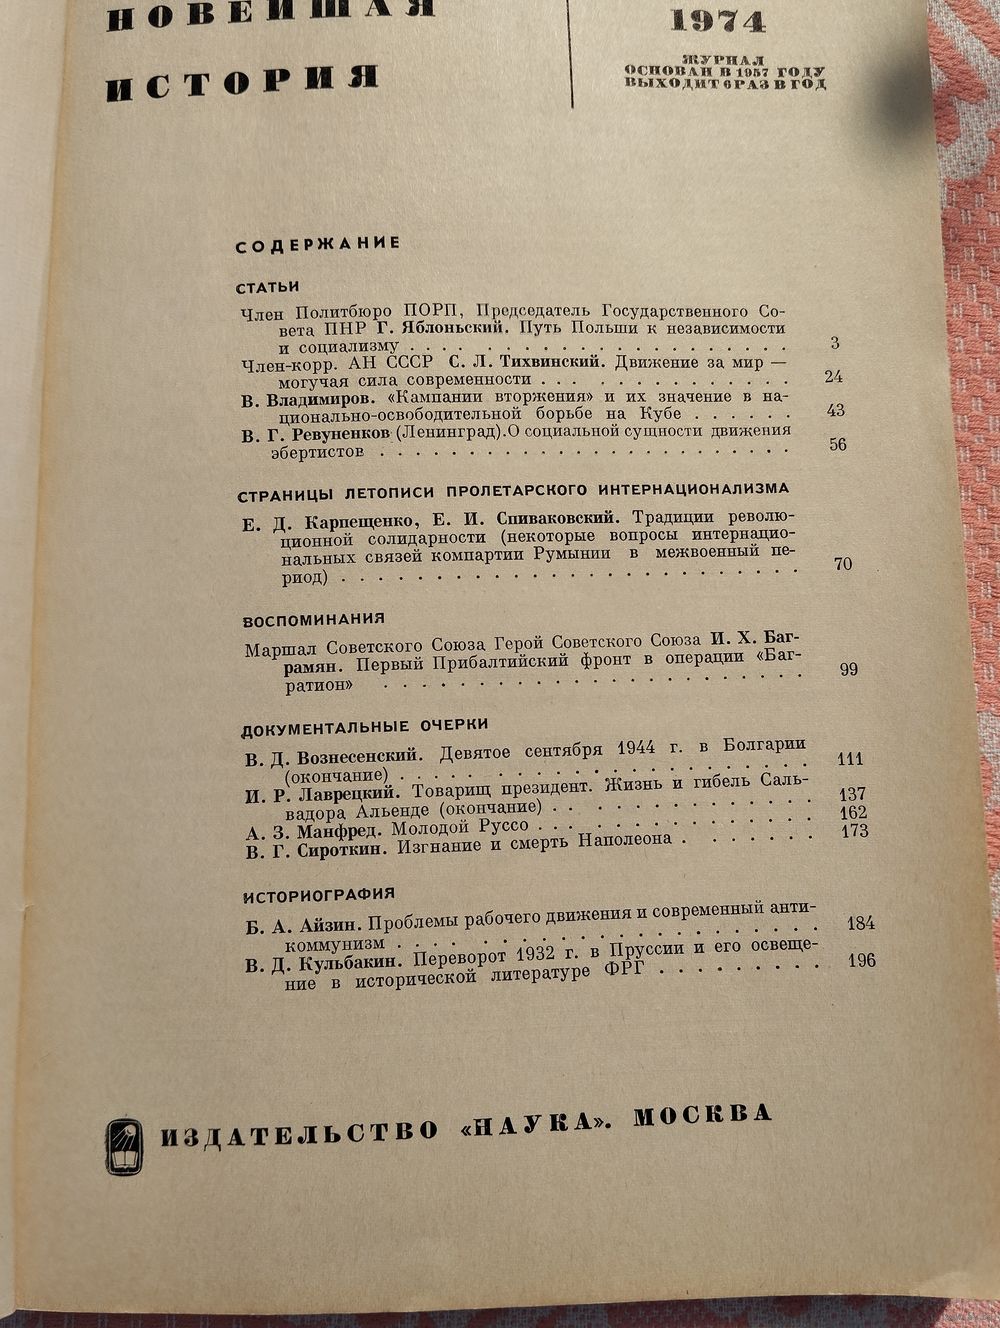 НОВЕЙШАЯ
ИСТОРИЯ
1974
ЖУРНАЛ
ОСНОВАН В 1957 ГОДУ
ВЫХОДИТ 6 РАЗ В ГОД
СОДЕРЖАНИЕ
СТАТЬИ
Член Политбюро ПОРП, Председатель Государственного Со-
вета ПНР Г. Яблоньский. Путь Польши к независимости
и социализму . . . . . . . . . . . . . . . . . . . . 3
Член-корр. АН СССР С. Л. Тихвинский. Движение за мир —
могучая сила современности . . . . . . . . . . . . . 24
В. Владимиров. «Кампании вторжения» и их значение в на-
ционально-освободительной борьбе на Кубе . . . . . . 43
В. Г. Ревуненков (Ленинград).О социальной сущности движения
эбертистов . . . . . . . . . . . . . . . . . . . . . 56
СТРАНИЦЫ ЛЕТОПИСИ ПРОЛЕТАРСКОГО ИНТЕРНАЦИОНАЛИЗМА
Е. Д. Карпещенко, Е. И. Спиваковский. Традиции револю-
ционной солидарности (некоторые вопросы интернацио-
нальных связей компартии Румынии в межвоенный пе-
риод) . . . . . . . . . . . . . . . . . . . . . . . . 70
ВОСПОМИНАНИЯ
Маршал Советского Союза Герой Советского Союза И. Х. Баг-
рамян. Первый Прибалтийский фронт в операции «Баг-
ратион» . . . . . . . . . . . . . . . . . . . . . . 99
ДОКУМЕНТАЛЬНЫЕ ОЧЕРКИ
В. Д. Вознесенский. Девятое сентября 1944 г. в Болгарии
(окончание) . . . . . . . . . . . . . . . . . . . . . 111
И. Р. Лаврецкий. Товарищ президент. Жизнь и гибель Саль-
вадора Альенде (окончание) . . . . . . . . . . . . . 137
А. З. Манфред. Молодой Руссо . . . . . . . . . . . . . 162
В. Г. Сироткин. Изгнание и смерть Наполеона . . . . . . 173
ИСТОРИОГРАФИЯ
Б. А. Айзин. Проблемы рабочего движения и современный анти-
коммунизм . . . . . . . . . . . . . . . . . . . . . 184
В. Д. Кульбакин. Переворот 1932 г. в Пруссии и его освеще-
ние в исторической литературе ФРГ . . . . . . . . . 196
ИЗДАТЕЛЬСТВО «НАУКА». МОСКВА